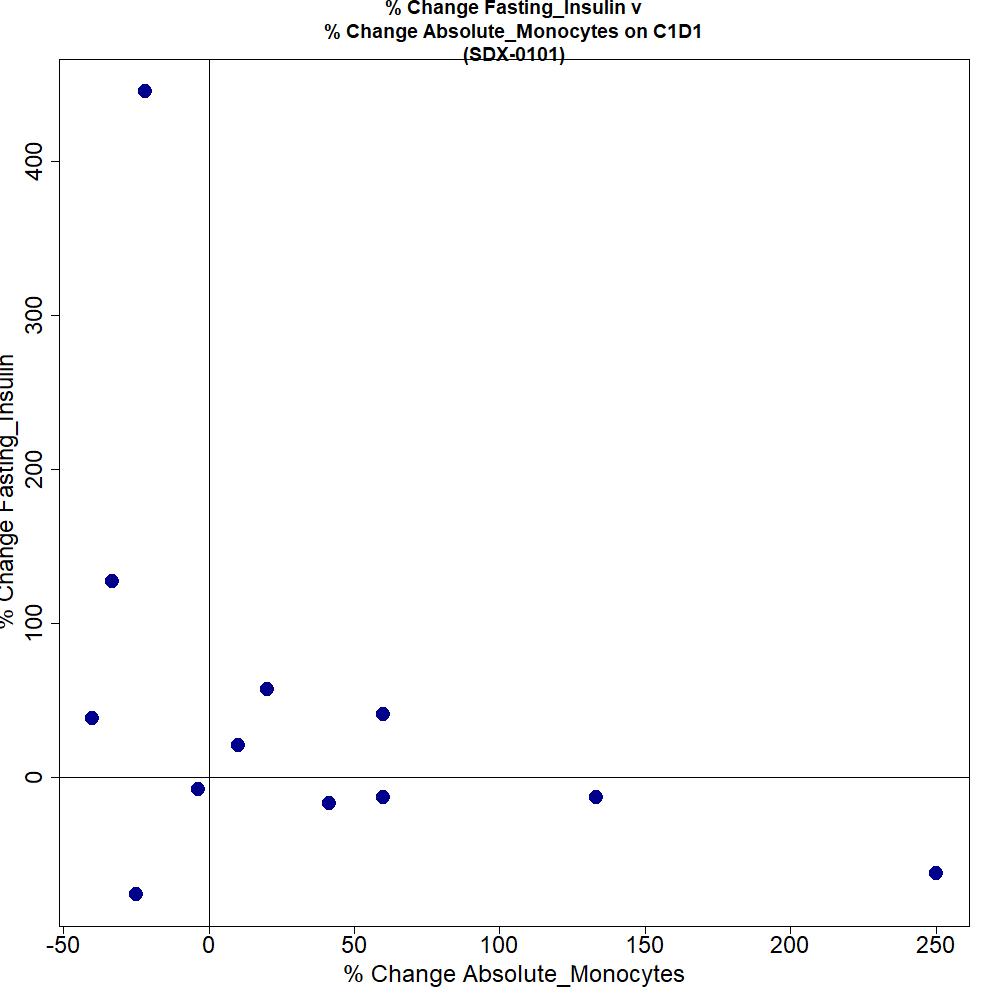 % Change Fasting_Insulin v
% Change Absolute_Monocytes on C1D1
(SDX-0101)
% Change Fasting_Insulin
400
300
200
100
0
-50 0 50 100 150 200 250
% Change Absolute_Monocytes